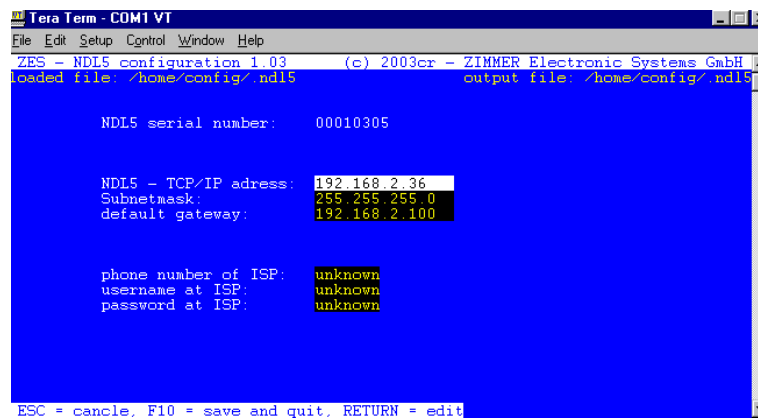 Tera Term - COM1 VT
File Edit Setup Control Window Help
ZES - NDL5 configuration 1.03 (c) 2003cr - ZIMMER Electronic Systems GmbH
loaded file: /home/config/.ndl5 output file: /home/config/.ndl5
NDL5 serial number: 00010305
NDL5 - TCP/IP adress: 192.168.2.36
Subnetmask: 255.255.255.0
default gateway: 192.168.2.100
phone number of ISP: unknown
username at ISP: unknown
password at ISP: unknown
ESC = cancle, F10 = save and quit, RETURN = edit